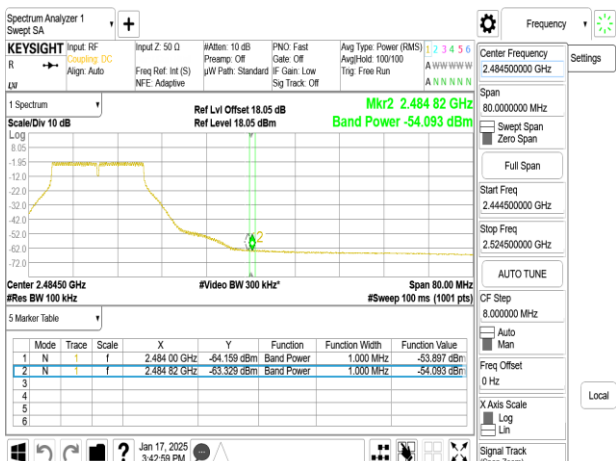 Spectrum Analyzer 1
Swept SA
+
Frequency
KEYSIGHT
R
Input: RF
Coupling: DC
Align: Auto
Input Z: 50 Ω
Freq Ref: Int (S)
NFE: Adaptive
#Atten: 10 dB
Preamp: Off
µW Path: Standard
PNO: Fast
Gate: Off
IF Gain: Low
Sig Track: Off
Avg Type: Power (RMS)
Avg|Hold: 100/100
Trig: Free Run
1 2 3 4 5 6
A W W W W W
A N N N N N
1 Spectrum
Scale/Div 10 dB
Ref Lvl Offset 18.05 dB
Ref Level 18.05 dBm
Mkr2 2.484 82 GHz
Band Power -54.093 dBm
Log
8.05
-1.95
-12.0
-22.0
-32.0
-42.0
-52.0
-62.0
-72.0
2
Center 2.48450 GHz
#Res BW 100 kHz
#Video BW 300 kHz*
Span 80.00 MHz
#Sweep 100 ms (1001 pts)
5 Marker Table
Mode Trace Scale X Y Function Function Width Function Value
1 N 1 f 2.484 00 GHz -64.159 dBm Band Power 1.000 MHz -53.897 dBm
2 N 1 f 2.484 82 GHz -63.329 dBm Band Power 1.000 MHz -54.093 dBm
3
4
5
6
?
Jan 17, 2025
3:42:59 PM
Center Frequency
2.484500000 GHz
Settings
Span
80.0000000 MHz
Swept Span
Zero Span
Full Span
Start Freq
2.444500000 GHz
Stop Freq
2.524500000 GHz
AUTO TUNE
CF Step
8.000000 MHz
Auto
Man
Freq Offset
0 Hz
Local
X Axis Scale
Log
Lin
Signal Track
(Span Zoom)